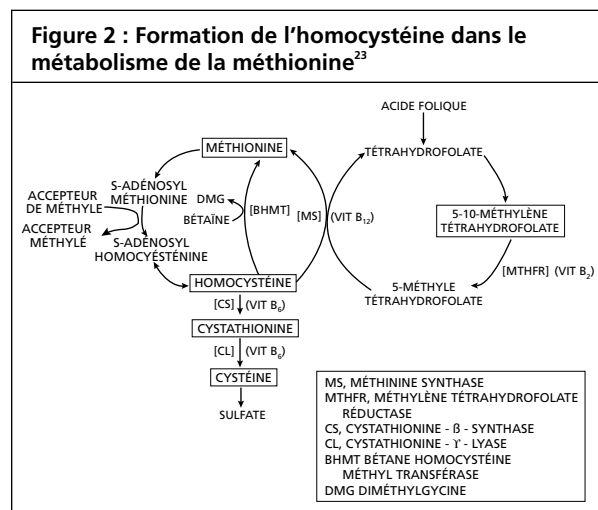 Figure 2 : Formation de l'homocystéine dans le
métabolisme de la méthionine23
ACIDE FOLIQUE
MÉTHIONINE
TÉTRAHYDROFOLATE
S-ADÉNOSYL
MÉTHIONINE
ACCEPTEUR
DE MÉTHYLE
DMG
BÉTAÏNE
[BHMT]
[MS]
(VIT B12)
5-10-MÉTHYLÈNE
TÉTRAHYDROFOLATE
ACCEPTEUR
MÉTHYLÉ
S-ADÉNOSYL
HOMOCYÉSTÉNINE
[MTHFR] (VIT B2)
HOMOCYSTÉINE
5-MÉTHYLE
TÉTRAHYDROFOLATE
[CS] (VIT B6)
CYSTATHIONINE
[CL] (VIT B6)
CYSTÉINE
SULFATE
MS, MÉTHININE SYNTHASE
MTHFR, MÉTHYLÈNE TÉTRAHYDROFOLATE
RÉDUCTASE
CS, CYSTATHIONINE - ß - SYNTHASE
CL, CYSTATHIONINE - ϒ - LYASE
BHMT BÉTANE HOMOCYSTÉINE
MÉTHYL TRANSFÉRASE
DMG DIMÉTHYLGYCINE